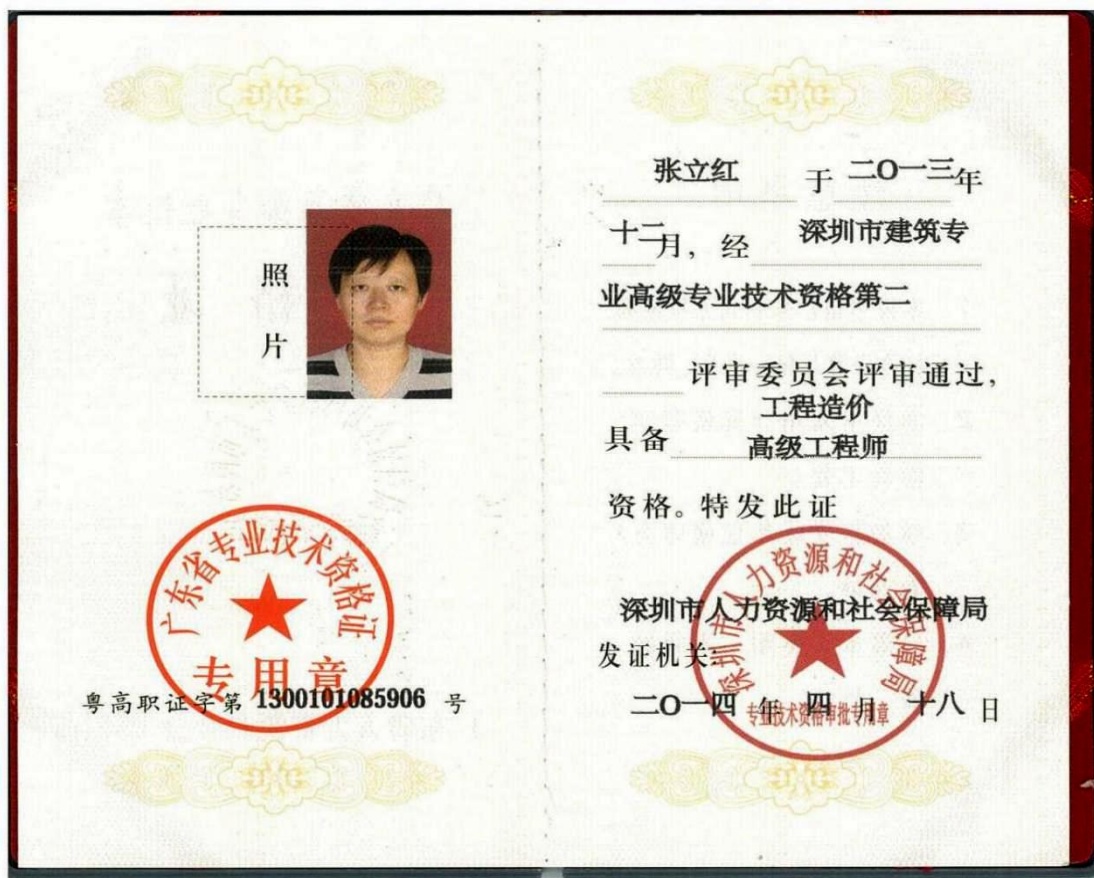 照
片
广东省专业技术资格证
专用章
粤高职证字第 1300101085906 号
张立红 于 二O一三年
十二月, 经 深圳市建筑专
业高级专业技术资格第二
评审委员会评审通过,
工程造价
具备 高级工程师
资格。特发此证
深圳市人力资源和社会保障局
深圳市人力资源和社会保障局
发证机关:
二O一四 年 四 月 十八 日
专业技术资格审批专用章